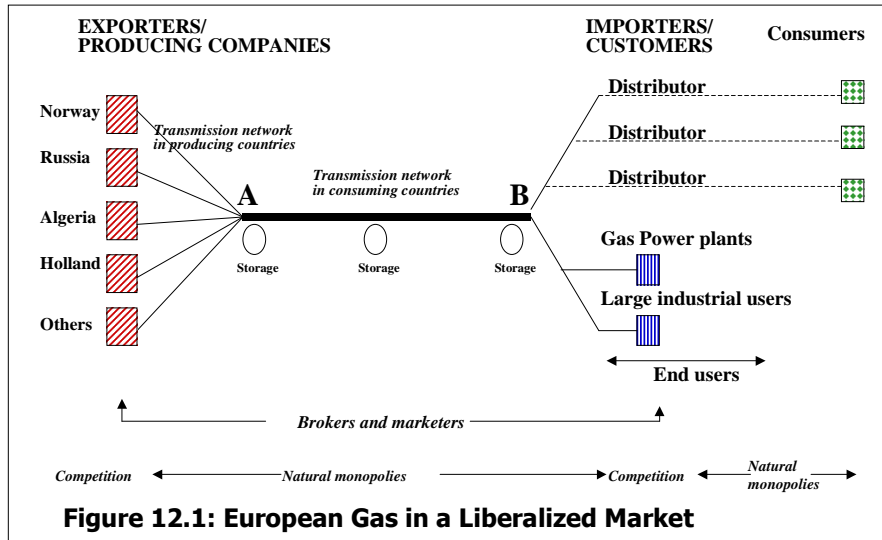 EXPORTERS/
PRODUCING COMPANIES
IMPORTERS/
CUSTOMERS
Consumers
Norway
Russia
Algeria
Holland
Others
Transmission network
in producing countries
Transmission network
in consuming countries
A
B
Storage
Storage
Storage
Distributor
Distributor
Distributor
Gas Power plants
Large industrial users
End users
Brokers and marketers
Competition
Natural monopolies
Competition
Natural
monopolies
Figure 12.1: European Gas in a Liberalized Market